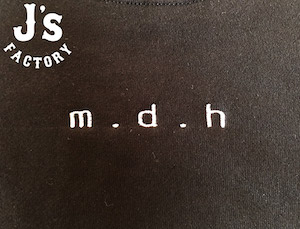 J's
FACTORY
m . d . h